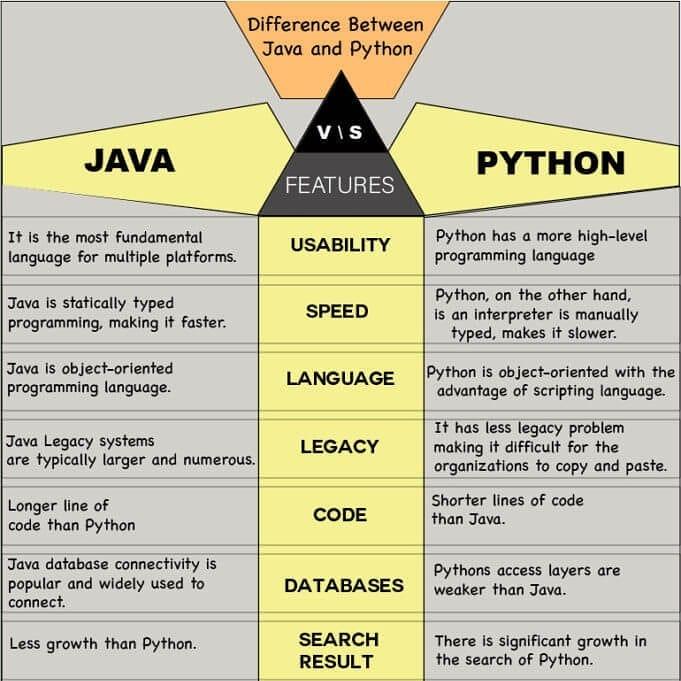 Difference Between
Java and Python
V \ S
JAVA
FEATURES
PYTHON
It is the most fundamental
language for multiple platforms.
USABILITY
Python has a more high-level
programming language
Java is statically typed
programming, making it faster.
SPEED
Python, on the other hand,
is an interpreter is manually
typed, makes it slower.
Java is object-oriented
programming language.
LANGUAGE
Python is object-oriented with the
advantage of scripting language.
Java Legacy systems
are typically larger and numerous.
LEGACY
It has less legacy problem
making it difficult for the
organizations to copy and paste.
Longer line of
code than Python
CODE
Shorter lines of code
than Java.
Java database connectivity is
popular and widely used to
connect.
DATABASES
Pythons access layers are
weaker than Java.
Less growth than Python.
SEARCH
RESULT
There is significant growth in
the search of Python.